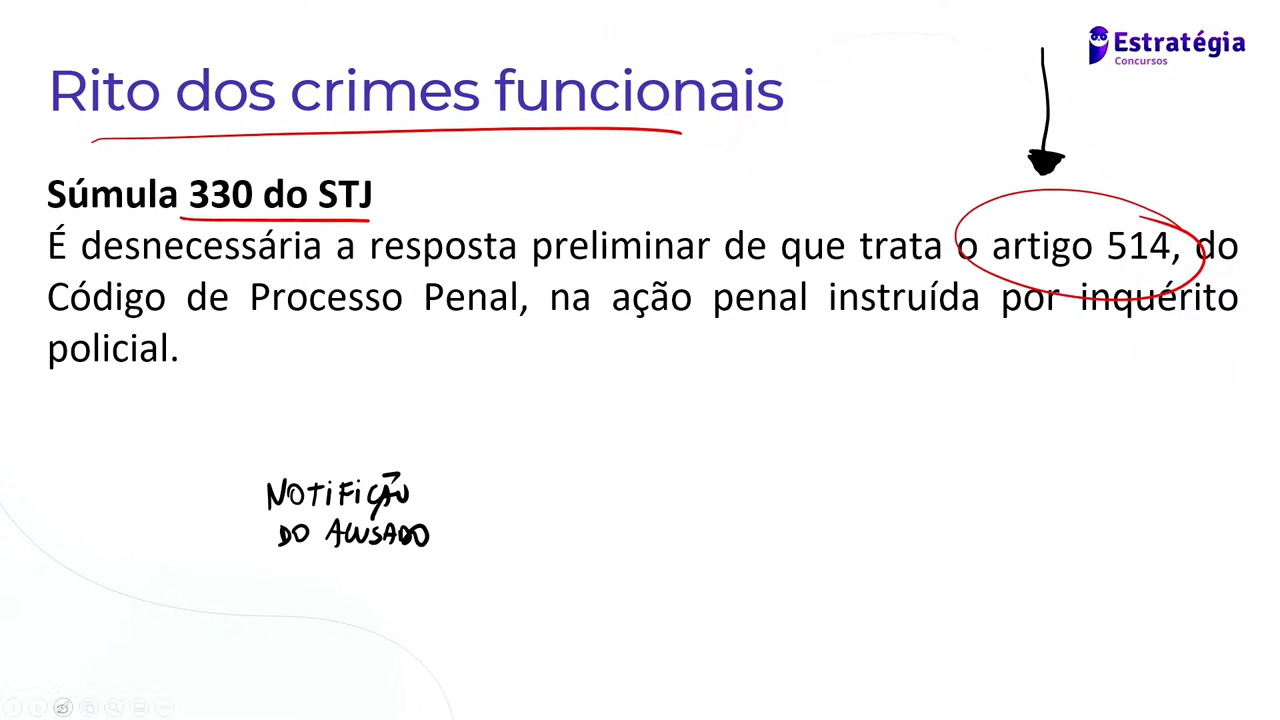 Estratégia
Concursos
Rito dos crimes funcionais
Súmula 330 do STJ
É desnecessária a resposta preliminar de que trata o artigo 514, do
Código de Processo Penal, na ação penal instruída por inquérito
policial.
NOTIFIÇÃO
DO ACUSADO